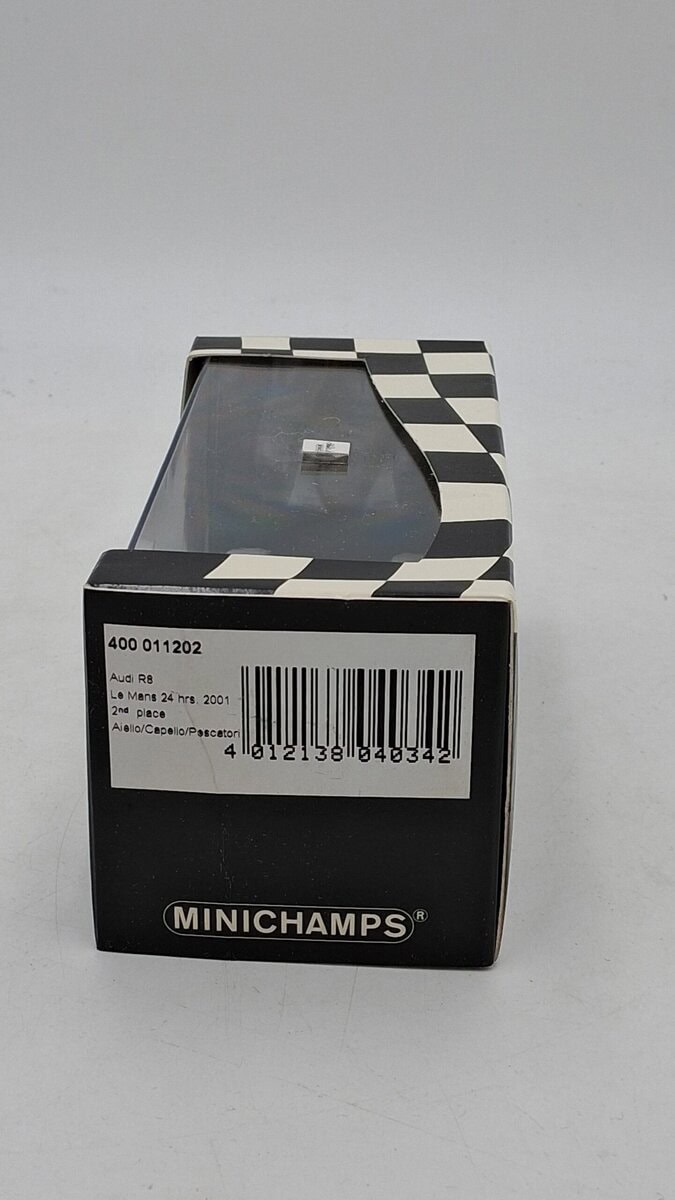 400 011202
Audi R8
Le Mans 24 hrs. 2001
2nd place
Aiello/Capello/Pescatori
4 012138 040342
MINICHAMPS®